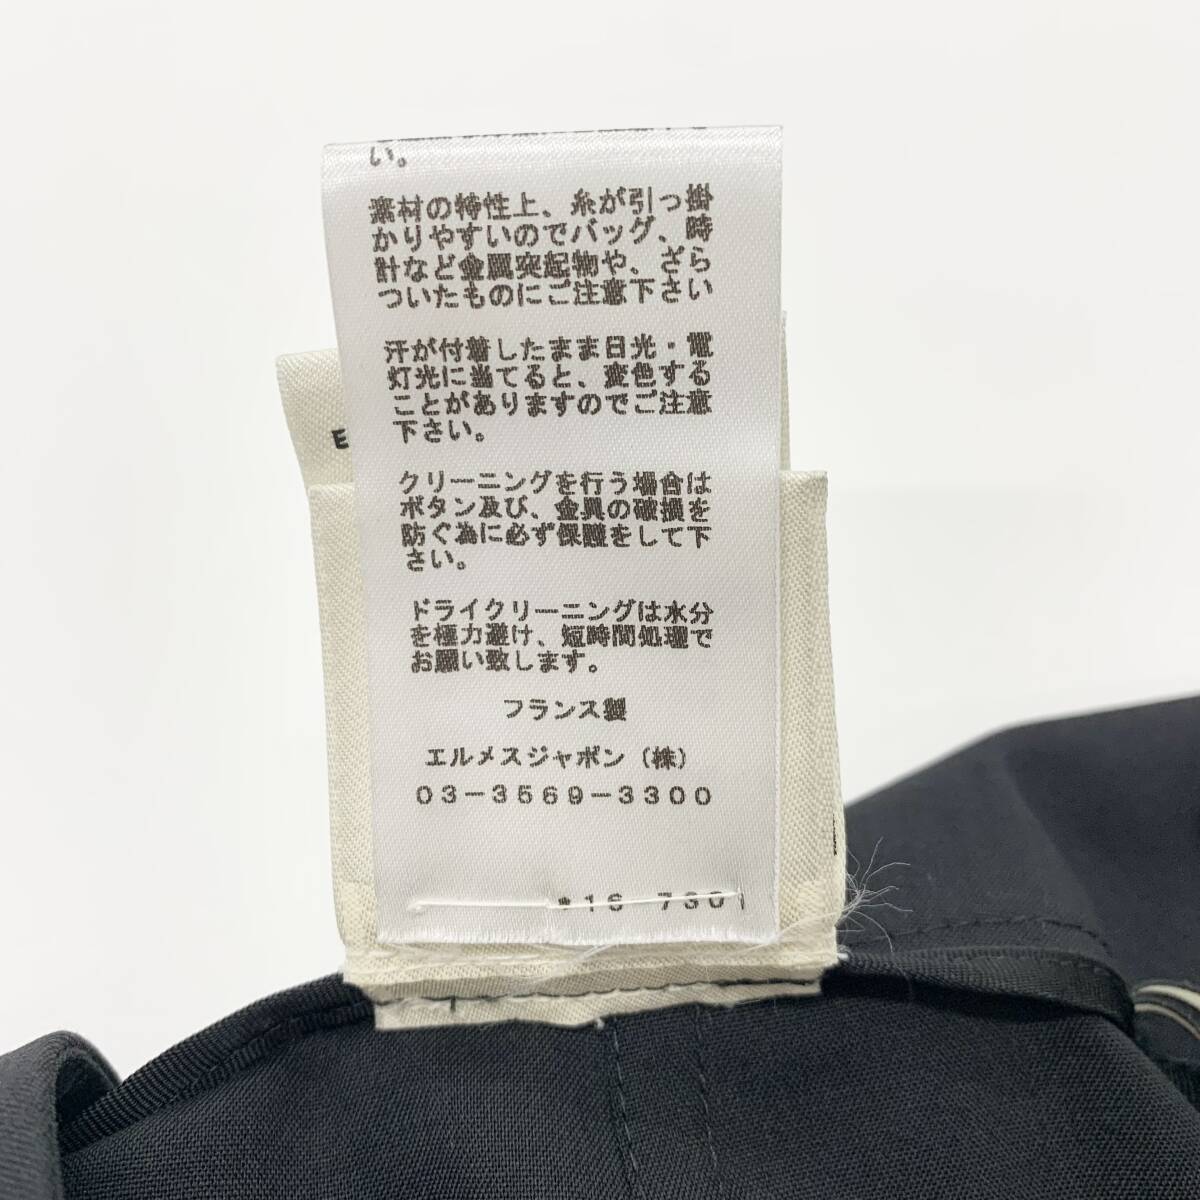 い。
素材の特性上、糸が引っ掛
かりやすいのでバッグ、時
計など金属突起物や、ざら
ついたものにご注意下さい
汗が付着したまま日光・電
灯光に当てると、変色する
ことがありますのでご注意
下さい。
クリーニングを行う場合は
ボタン及び、金具の破損を
防ぐ為に必ず保護をして下
さい。
ドライクリーニングは水分
を極力避け、短時間処理で
お願い致します。
フランス製
エルメスジャポン（株）
03-3569-3300
E